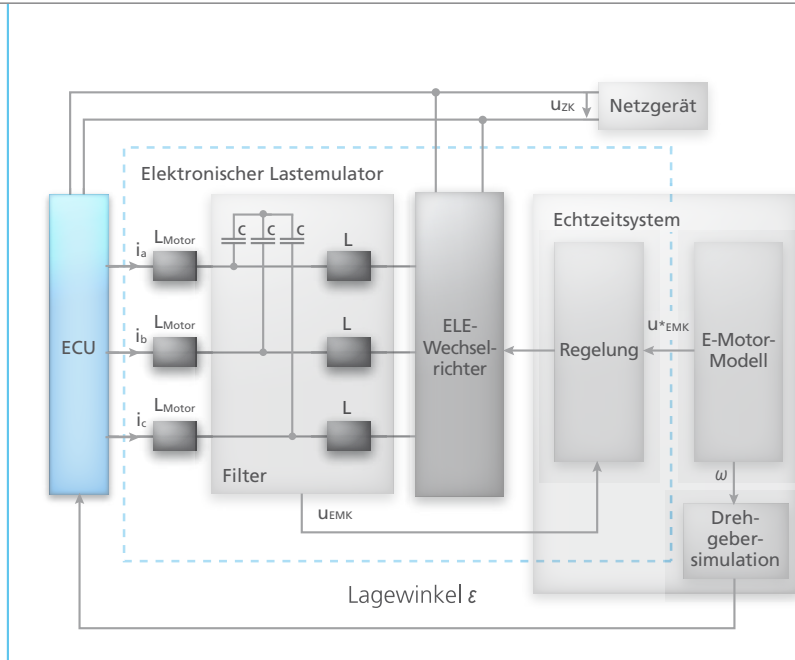 u_ZK
Netzgerät
Elektronischer Lastemulator
Echtzeitsystem
C C C
L_Motor
i_a
L
L_Motor
i_b
L
L_Motor
i_c
L
ECU
ELE-
Wechsel-
richter
Regelung
u*_EMK
E-Motor-
Modell
Filter
u_EMK
ω
Dreh-
geber-
simulation
Lagewinkel ε